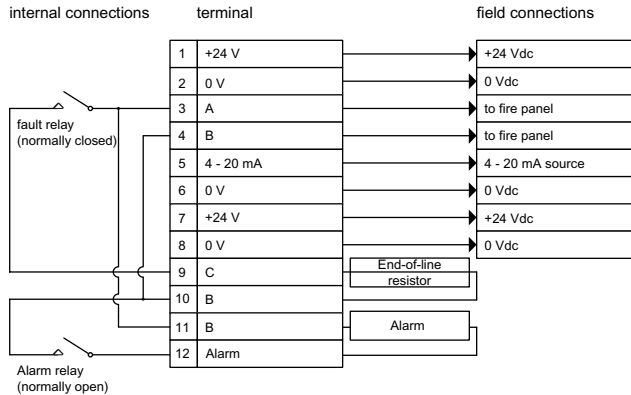 internal connections terminal field connections
1 +24 V +24 Vdc
2 0 V 0 Vdc
3 A to fire panel
fault relay
(normally closed)
4 B to fire panel
5 4 - 20 mA 4 - 20 mA source
6 0 V 0 Vdc
7 +24 V +24 Vdc
8 0 V 0 Vdc
9 C End-of-line
resistor
10 B
11 B Alarm
12 Alarm
Alarm relay
(normally open)